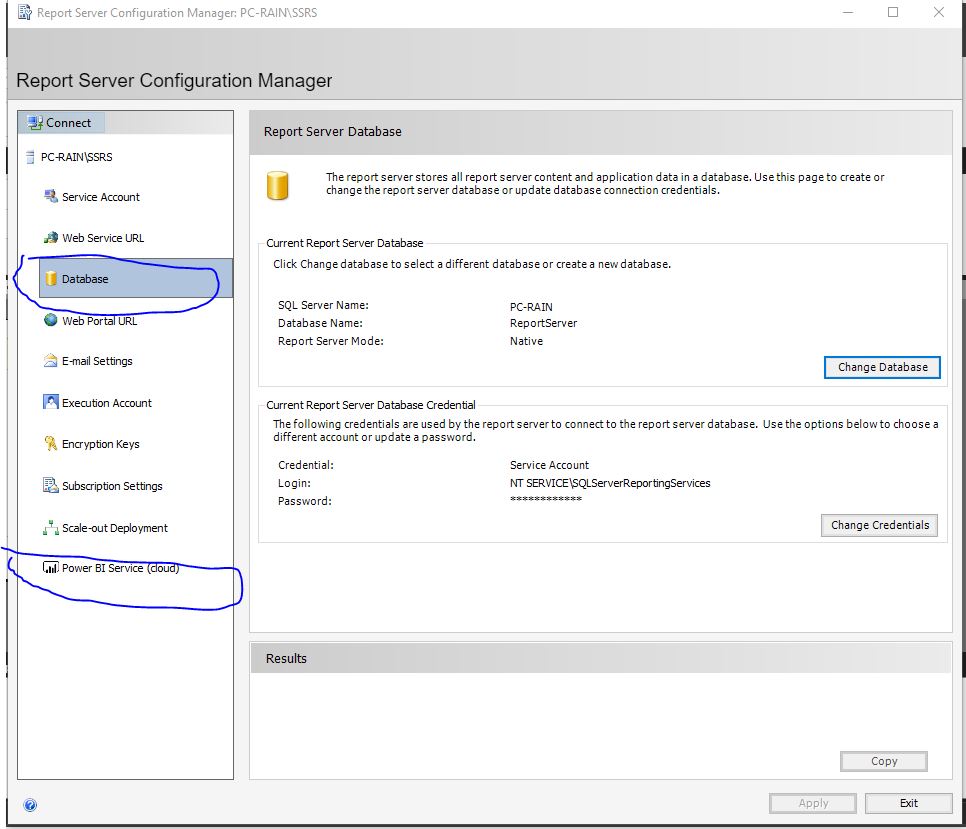 Report Server Configuration Manager: PC-RAIN\SSRS
Report Server Configuration Manager
Connect
PC-RAIN\SSRS
Service Account
Web Service URL
Database
Web Portal URL
E-mail Settings
Execution Account
Encryption Keys
Subscription Settings
Scale-out Deployment
Power BI Service (cloud)
Report Server Database
The report server stores all report server content and application data in a database. Use this page to create or
change the report server database or update database connection credentials.
Current Report Server Database
Click Change database to select a different database or create a new database.
SQL Server Name: PC-RAIN
Database Name: ReportServer
Report Server Mode: Native
Change Database
Current Report Server Database Credential
The following credentials are used by the report server to connect to the report server database. Use the options below to choose a
different account or update a password.
Credential: Service Account
Login: NT SERVICE\SQLServerReportingServices
Password: ************
Change Credentials
Results
Copy
Apply
Exit